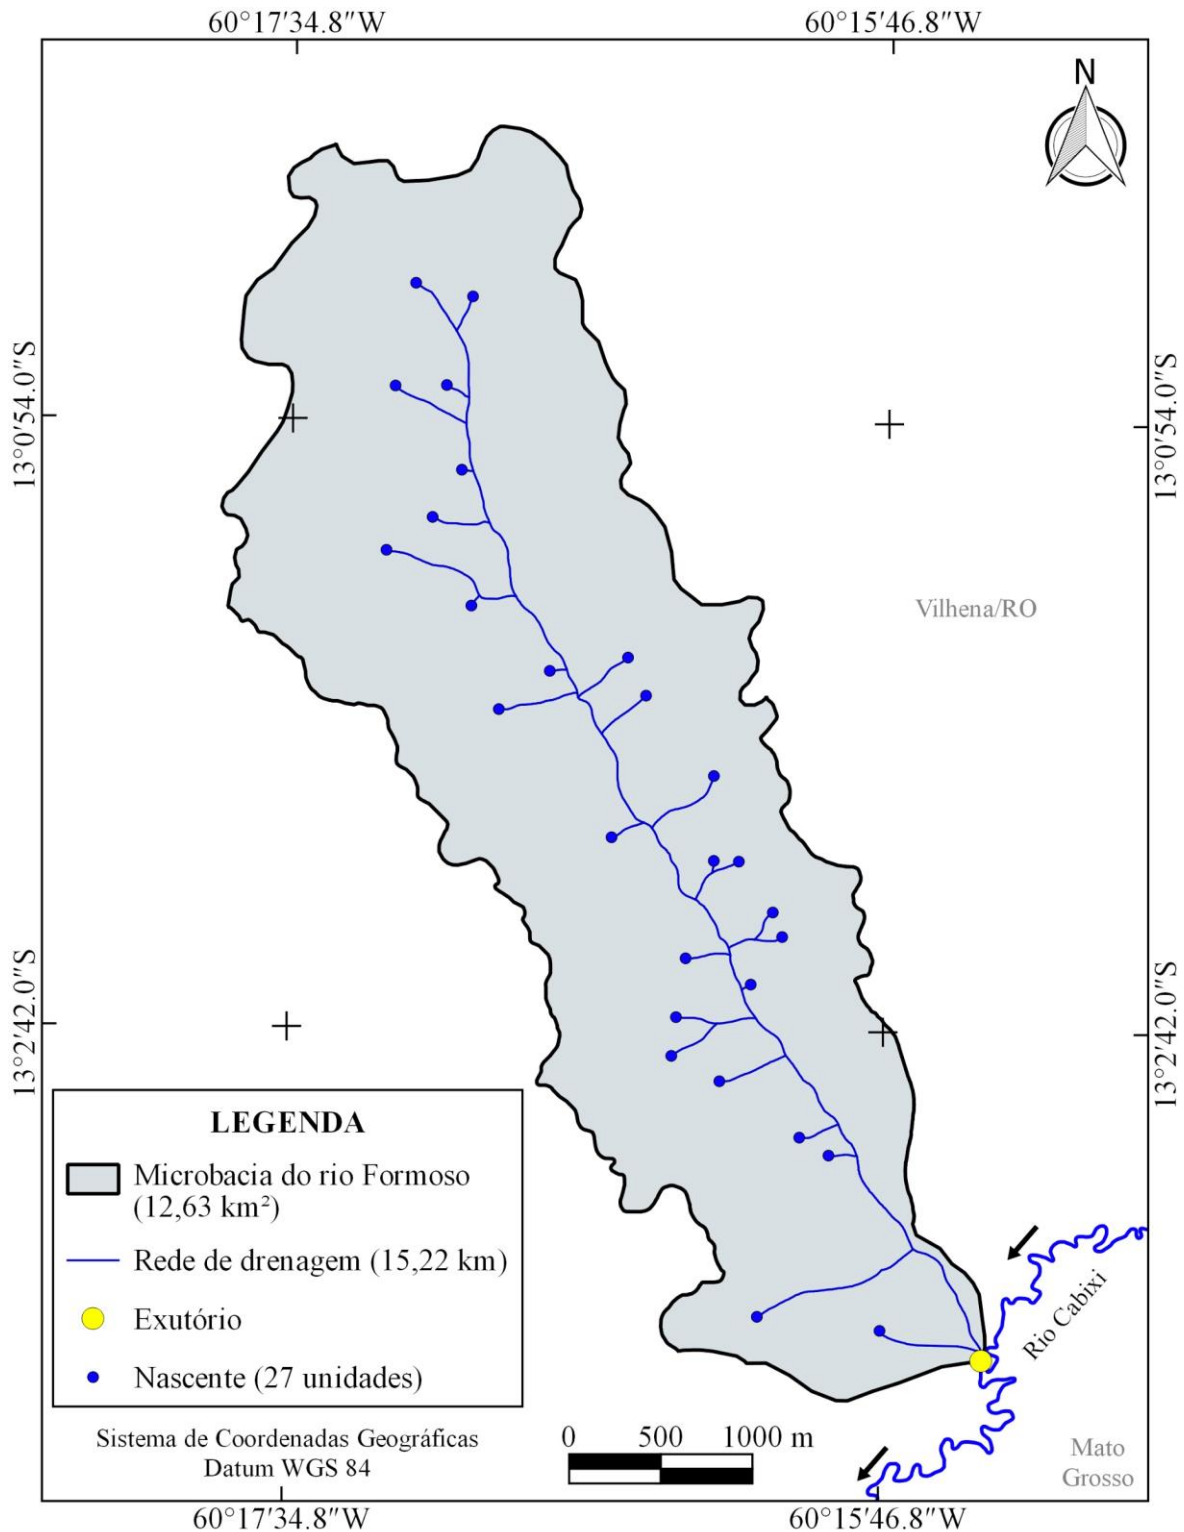 60°17'34.8"W
60°15'46.8"W
N
13°0'54.0"S
13°0'54.0"S
Vilhena/RO
13°2'42.0"S
13°2'42.0"S
LEGENDA
Microbacia do rio Formoso
(12,63 km²)
Rede de drenagem (15,22 km)
Exutório
Nascente (27 unidades)
Rio Cabixi
Sistema de Coordenadas Geográficas
Datum WGS 84
0 500 1000 m
Mato
Grosso
60°17'34.8"W
60°15'46.8"W